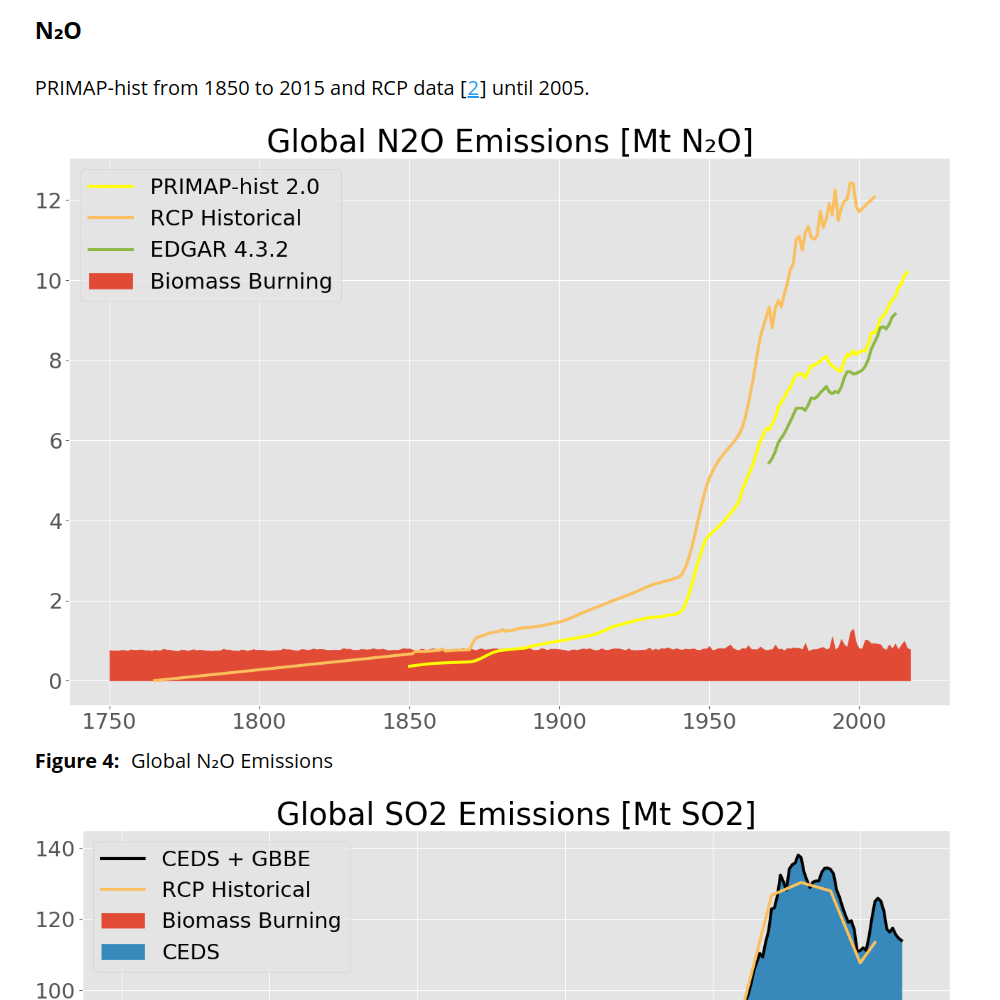 N₂O
PRIMAP-hist from 1850 to 2015 and RCP data [2] until 2005.
Global N2O Emissions [Mt N₂O]
PRIMAP-hist 2.0
RCP Historical
EDGAR 4.3.2
Biomass Burning
12
10
8
6
4
2
0
1750 1800 1850 1900 1950 2000
Figure 4: Global N₂O Emissions
Global SO2 Emissions [Mt SO2]
CEDS + GBBE
RCP Historical
Biomass Burning
CEDS
140
120
100